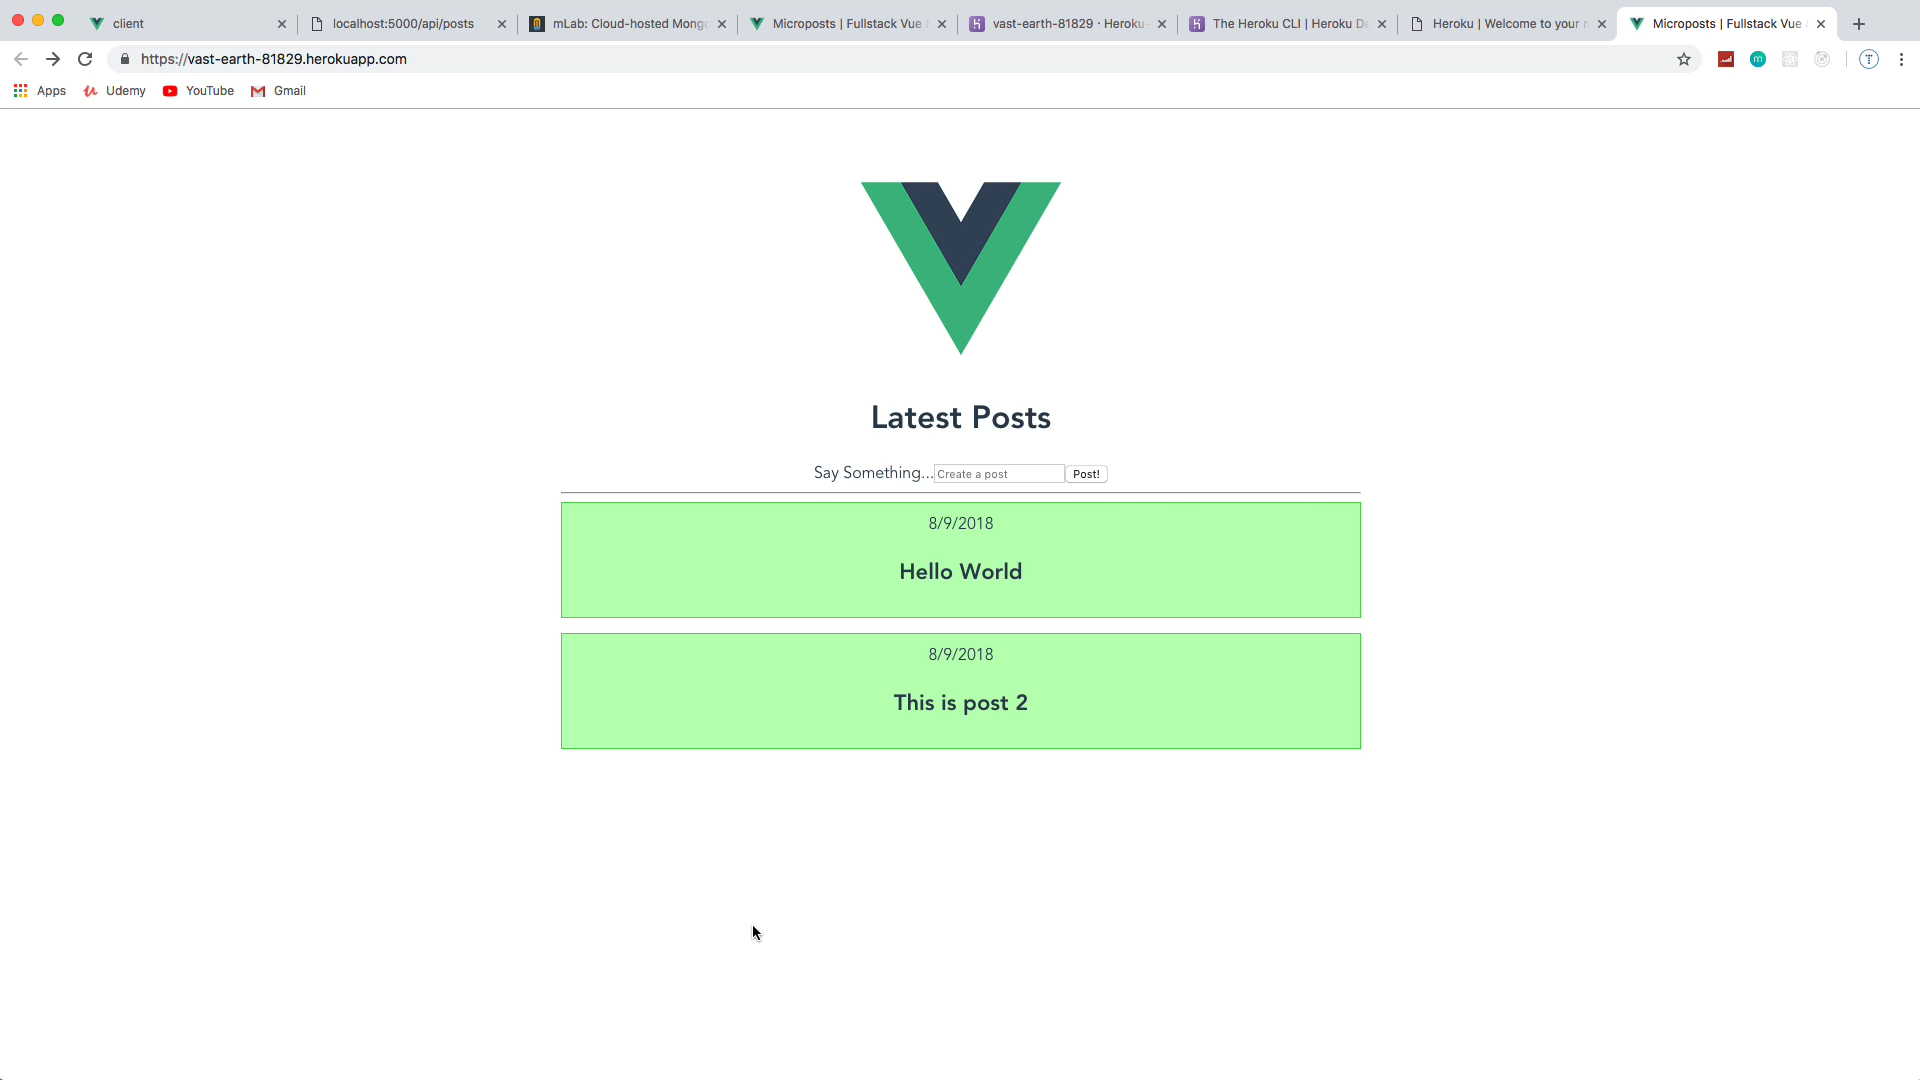 client
localhost:5000/api/posts
mLab: Cloud-hosted Mong
Microposts | Fullstack Vue
vast-earth-81829 · Heroku
The Heroku CLI | Heroku D
Heroku | Welcome to your
Microposts | Fullstack Vue
https://vast-earth-81829.herokuapp.com
m
T
Apps
Udemy
YouTube
Gmail
Latest Posts
Say Something... Create a post Post!
8/9/2018
Hello World
8/9/2018
This is post 2